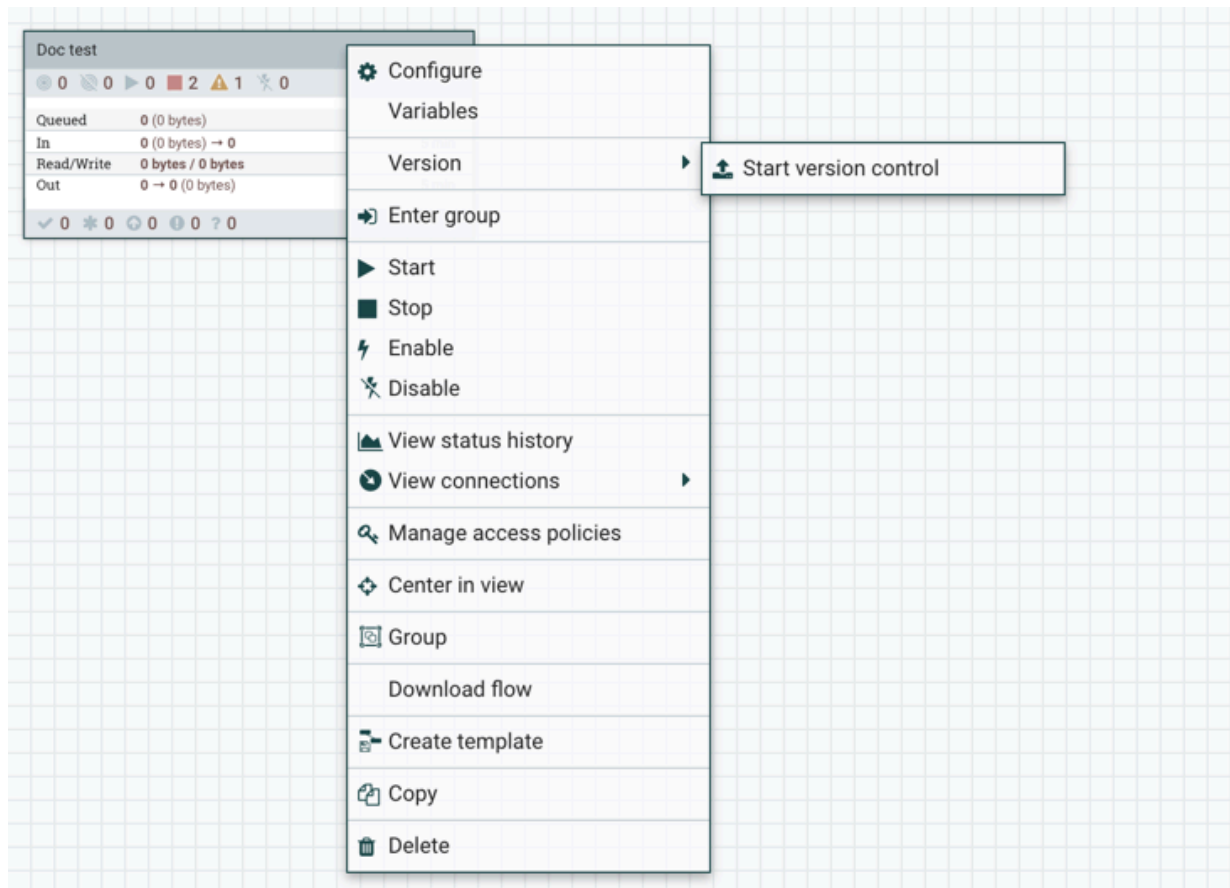 Doc test
0 0 0 2 1 0
Queued 0 (0 bytes)
In 0 (0 bytes) → 0
Read/Write 0 bytes / 0 bytes
Out 0 → 0 (0 bytes)
0 0 0 0 ? 0
Configure
Variables
Version
Start version control
Enter group
Start
Stop
Enable
Disable
View status history
View connections
Manage access policies
Center in view
Group
Download flow
Create template
Copy
Delete